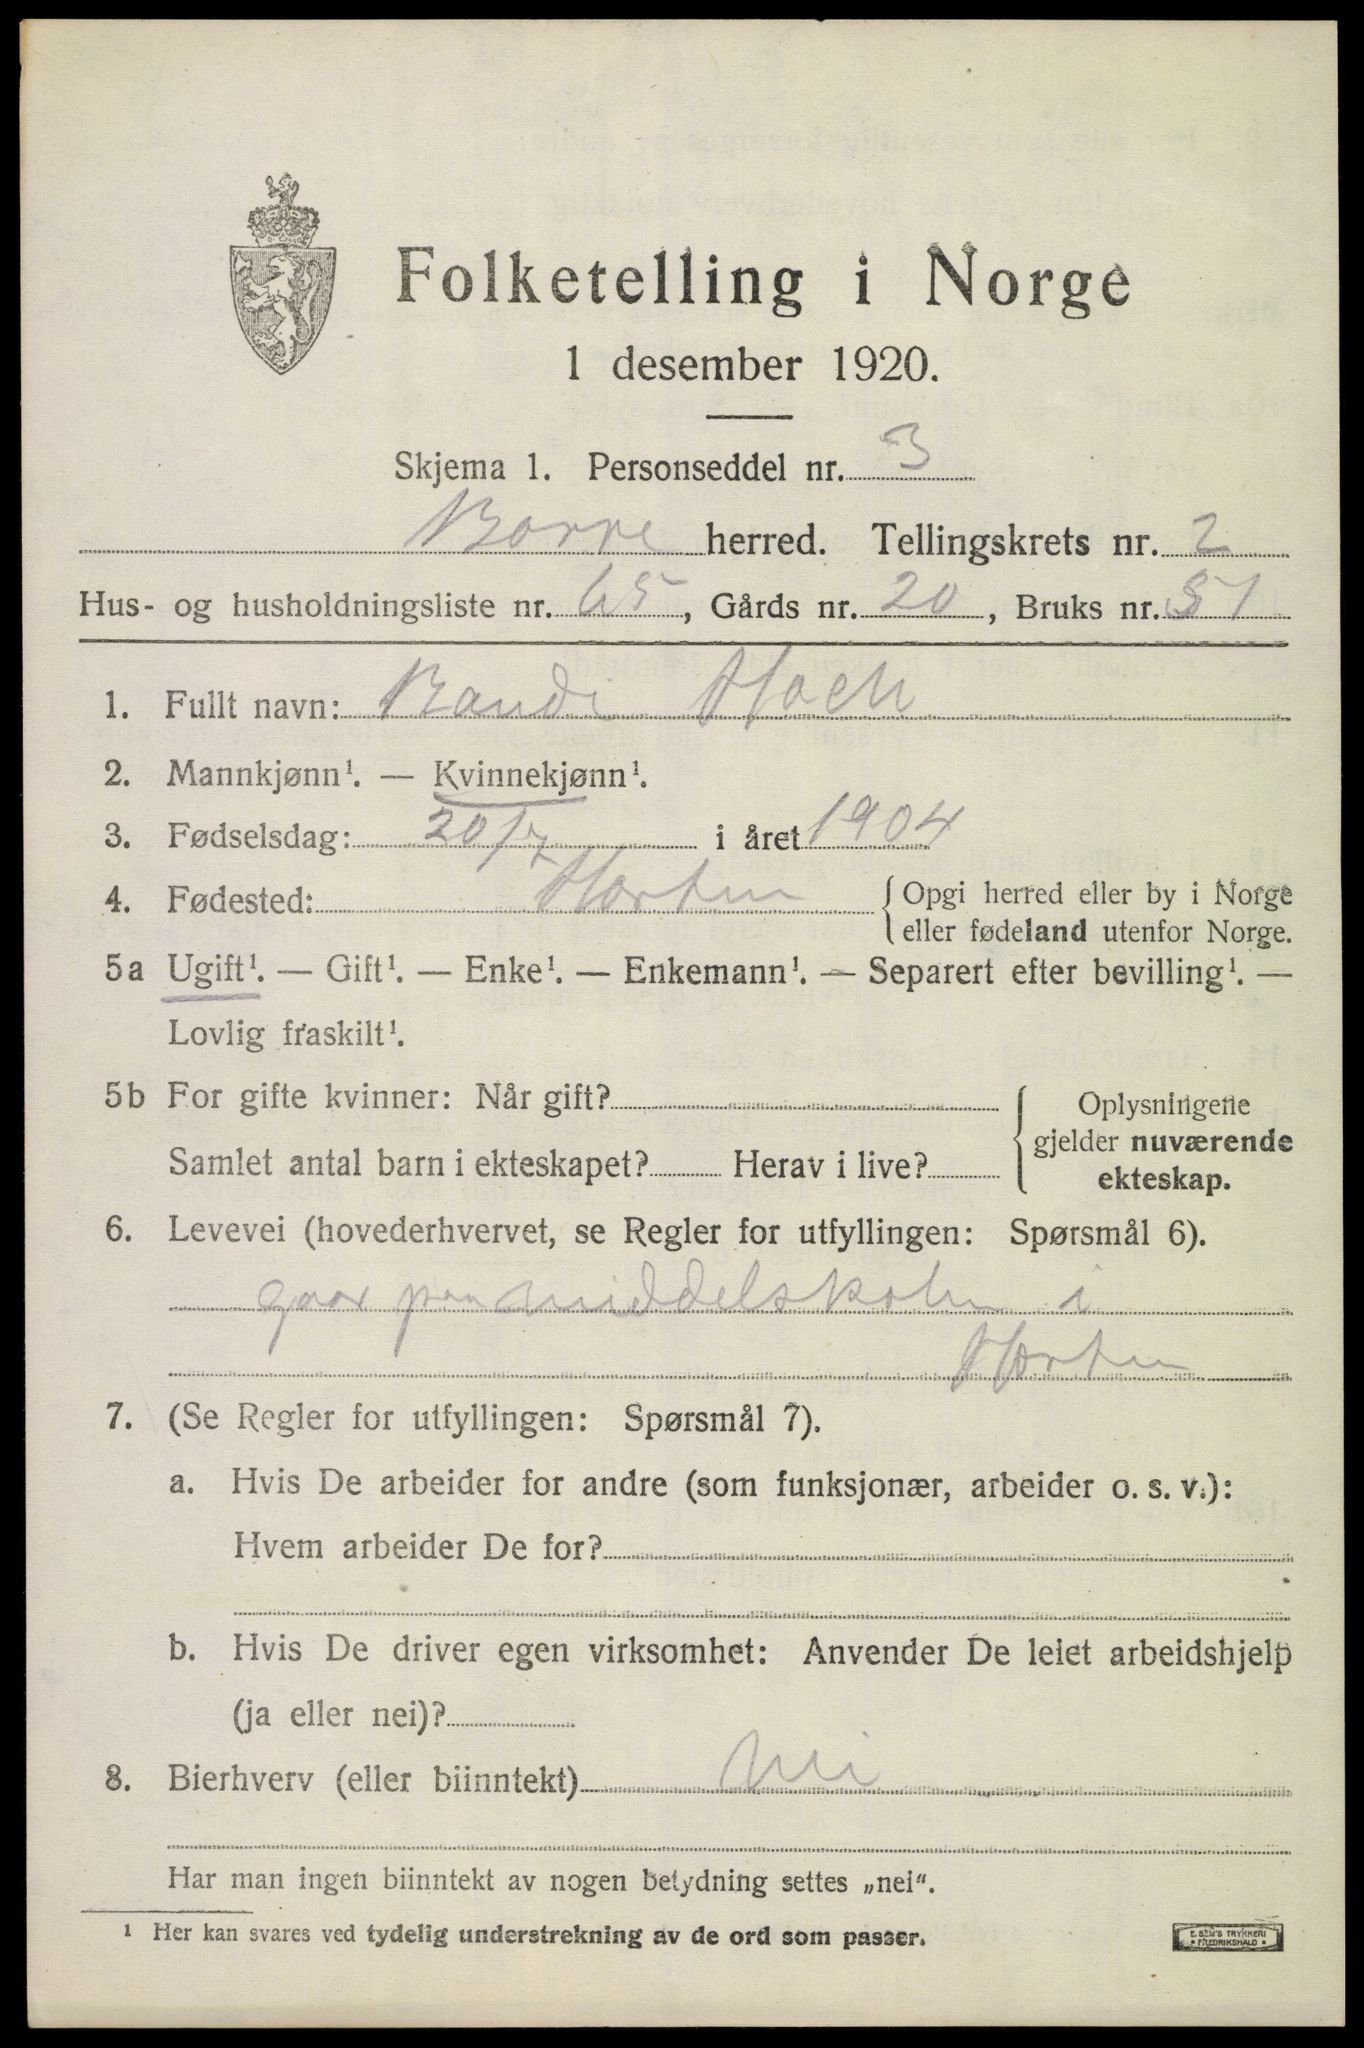 Folketelling i Norge
1 desember 1920.
Skjema 1. Personseddel nr. 3
Borre herred. Tellingskrets nr. 2
Hus- og husholdningsliste nr. 65, Gårds nr. 20, Bruks nr. 51
1. Fullt navn: Randi
2. Mannkjønn¹. — Kvinnekjønn¹.
3. Fødselsdag: 20/7 i året 1904
4. Fødested: Horten {Opgi herred eller by i Norge
eller fødeland utenfor Norge.
5a Ugift¹. — Gift¹. — Enke¹. — Enkemann¹. — Separert efter bevilling¹. —
Lovlig fraskilt¹.
5b For gifte kvinner: Når gift?
Samlet antal barn i ekteskapet? Herav i live?
{Oplysningene
gjelder nuværende
ekteskap.
6. Levevei (hovederhvervet, se Regler for utfyllingen: Spørsmål 6).
gaar paa middelskolen i
Horten
7. (Se Regler for utfyllingen: Spørsmål 7).
a. Hvis De arbeider for andre (som funksjonær, arbeider o. s. v.):
Hvem arbeider De for?
b. Hvis De driver egen virksomhet: Anvender De leiet arbeidshjelp
(ja eller nei)?
8. Bierhverv (eller biinntekt) nei
Har man ingen biinntekt av nogen betydning settes „nei“.
¹ Her kan svares ved tydelig understrekning av de ord som passer.
E. SEM'S TRYKKERI
• FREDRIKSHALD •